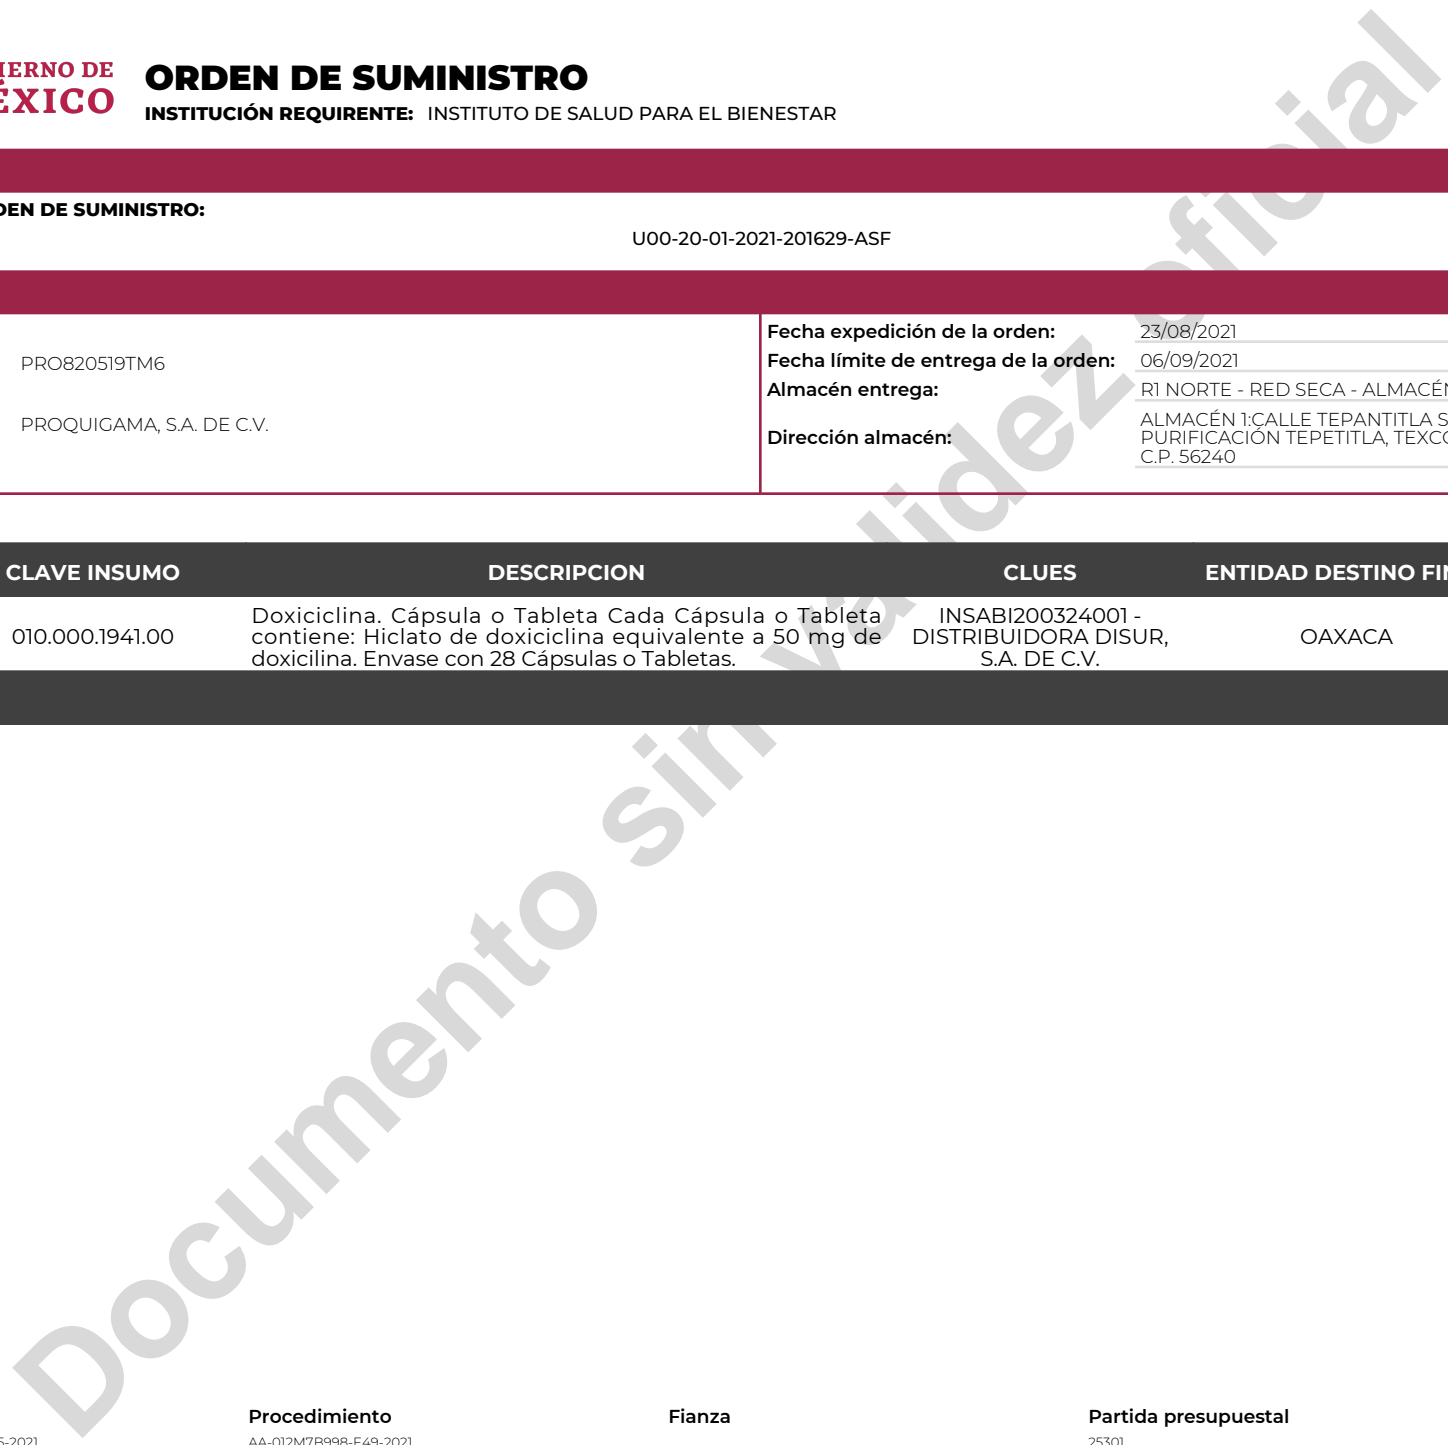 DE
ORDEN DE SUMINISTRO
INSTITUCIÓN REQUIRENTE: INSTITUTO DE SALUD PARA EL BIENESTAR
DE SUMINISTRO:
U00-20-01-2021-201629-ASF
PRO820519TM6
PROQUIGAMA, S.A. DE C.V.
Fecha expedición de la orden: 23/08/2021
Fecha límite de entrega de la orden: 06/09/2021
Almacén entrega: R1 NORTE - RED SECA - ALMACÉN
Dirección almacén: ALMACÉN 1:CALLE TEPANTITLA
PURIFICACIÓN TEPETITLA,
C.P. 56240
CLAVE INSUMO DESCRIPCION CLUES ENTIDAD DESTINO
010.000.1941.00
Doxiciclina. Cápsula o Tableta Cada Cápsula o Tableta
contiene: Hiclato de doxiciclina equivalente a 50 mg de
doxicilina. Envase con 28 Cápsulas o Tabletas.
INSABI200324001 -
DISTRIBUIDORA DISUR,
S.A. DE C.V.
OAXACA
Documento sin validez oficial
Procedimiento Fianza Partida presupuestal